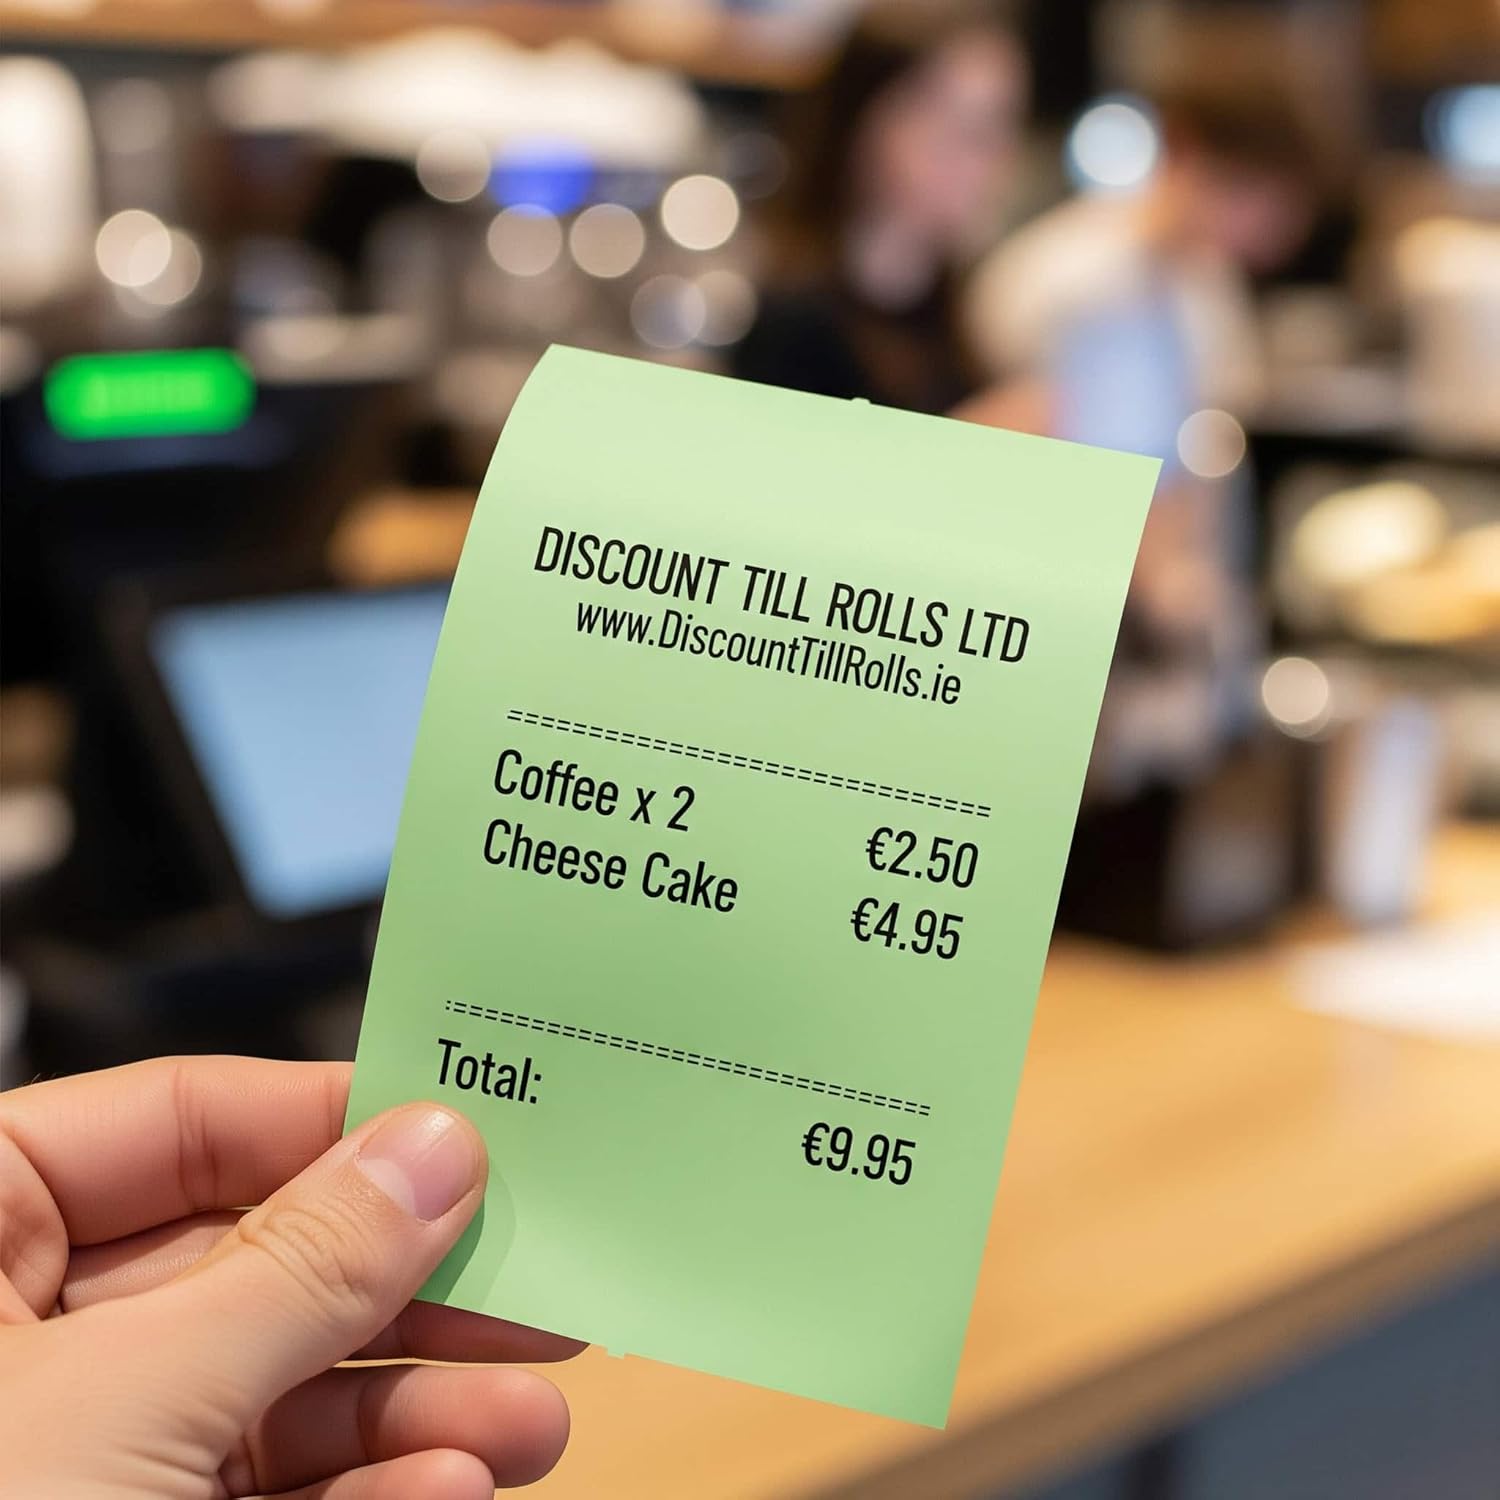 DISCOUNT TILL ROLLS LTD
www.DiscountTillRolls.ie
==============================
Coffee x 2 €2.50
Cheese Cake €4.95
==============================
Total: €9.95